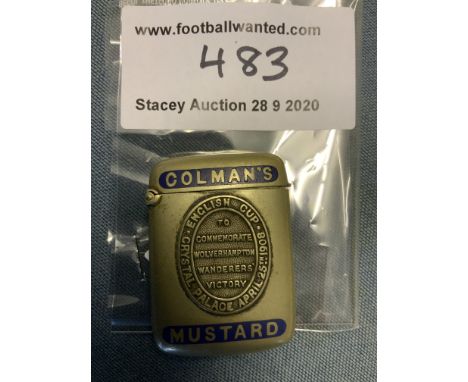 www.footballwanted.com
483
Stacey Auction 28 9 2020
COLMAN'S
ENGLISH CUP
CRYSTAL PALACE APRIL 25TH 1908
TO
COMMEMORATE
WOLVERHAMPTON
WANDERERS
VICTORY
MUSTARD